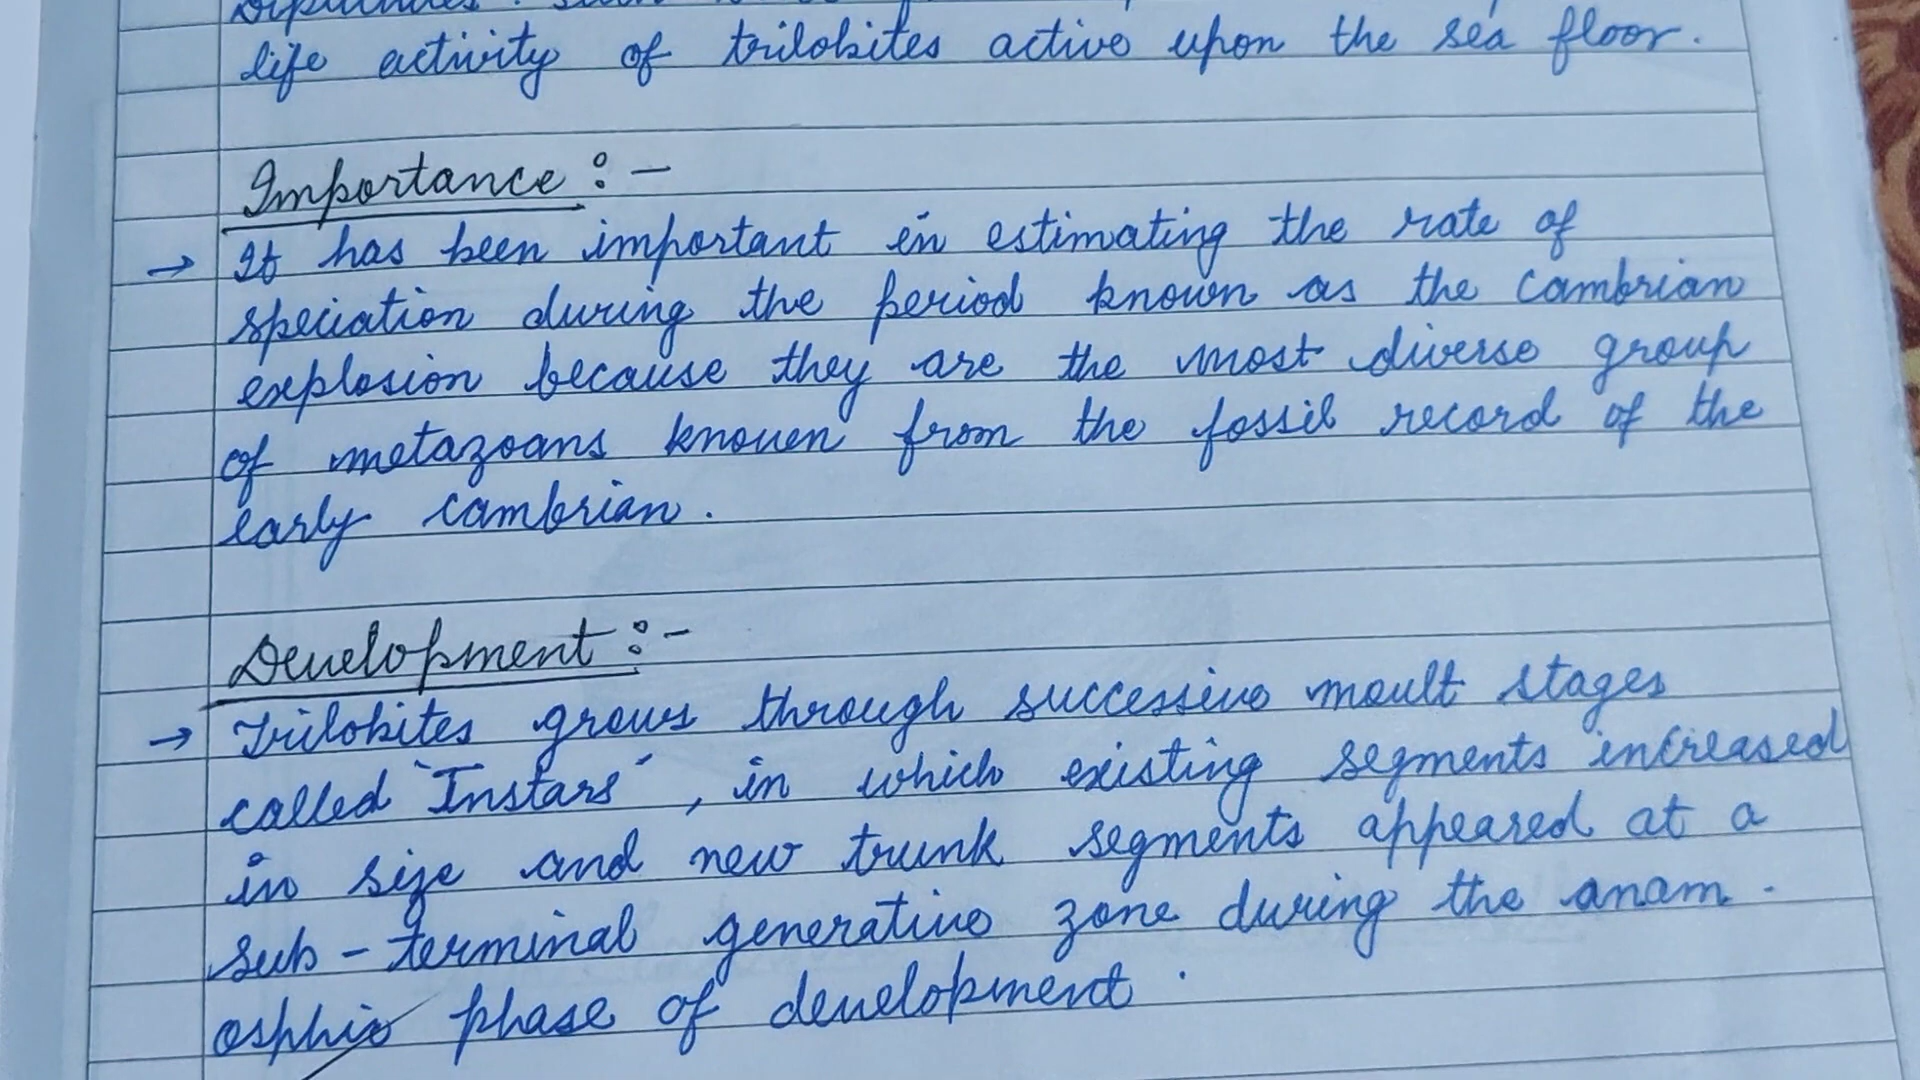 life activity of trilobites active upon the sea floor.
Importance :-
→ It has been important in estimating the rate of
speciation during the period known as the Cambrian
explosion because they are the most diverse group
of metazoans known from the fossil record of the
early Cambrian.
Development :-
→ Trilobites grows through successive moult stages
called "Instars", in which existing segments increased
in size and new trunk segments appeared at a
sub-terminal generative zone during the anam-
osphic phase of development.